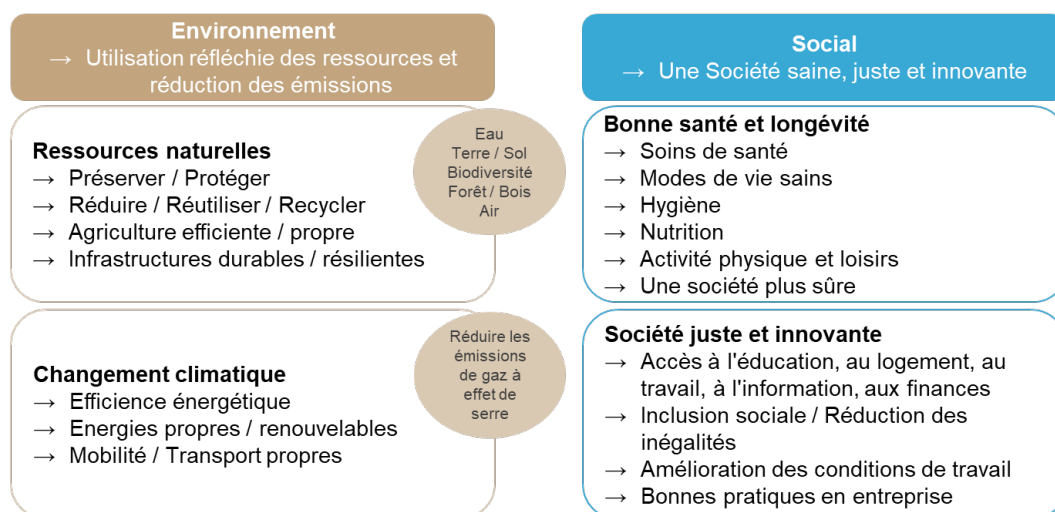 Environnement
→ Utilisation réfléchie des ressources et
réduction des émissions
Ressources naturelles
→ Préserver / Protéger
→ Réduire / Réutiliser / Recycler
→ Agriculture efficiente / propre
→ Infrastructures durables / résilientes
Eau
Terre / Sol
Biodiversité
Forêt / Bois
Air
Changement climatique
→ Efficience énergétique
→ Energies propres / renouvelables
→ Mobilité / Transport propres
Réduire les
émissions
de gaz à
effet de
serre
Social
→ Une Société saine, juste et innovante
Bonne santé et longévité
→ Soins de santé
→ Modes de vie sains
→ Hygiène
→ Nutrition
→ Activité physique et loisirs
→ Une société plus sûre
Société juste et innovante
→ Accès à l'éducation, au logement, au
travail, à l'information, aux finances
→ Inclusion sociale / Réduction des
inégalités
→ Amélioration des conditions de travail
→ Bonnes pratiques en entreprise